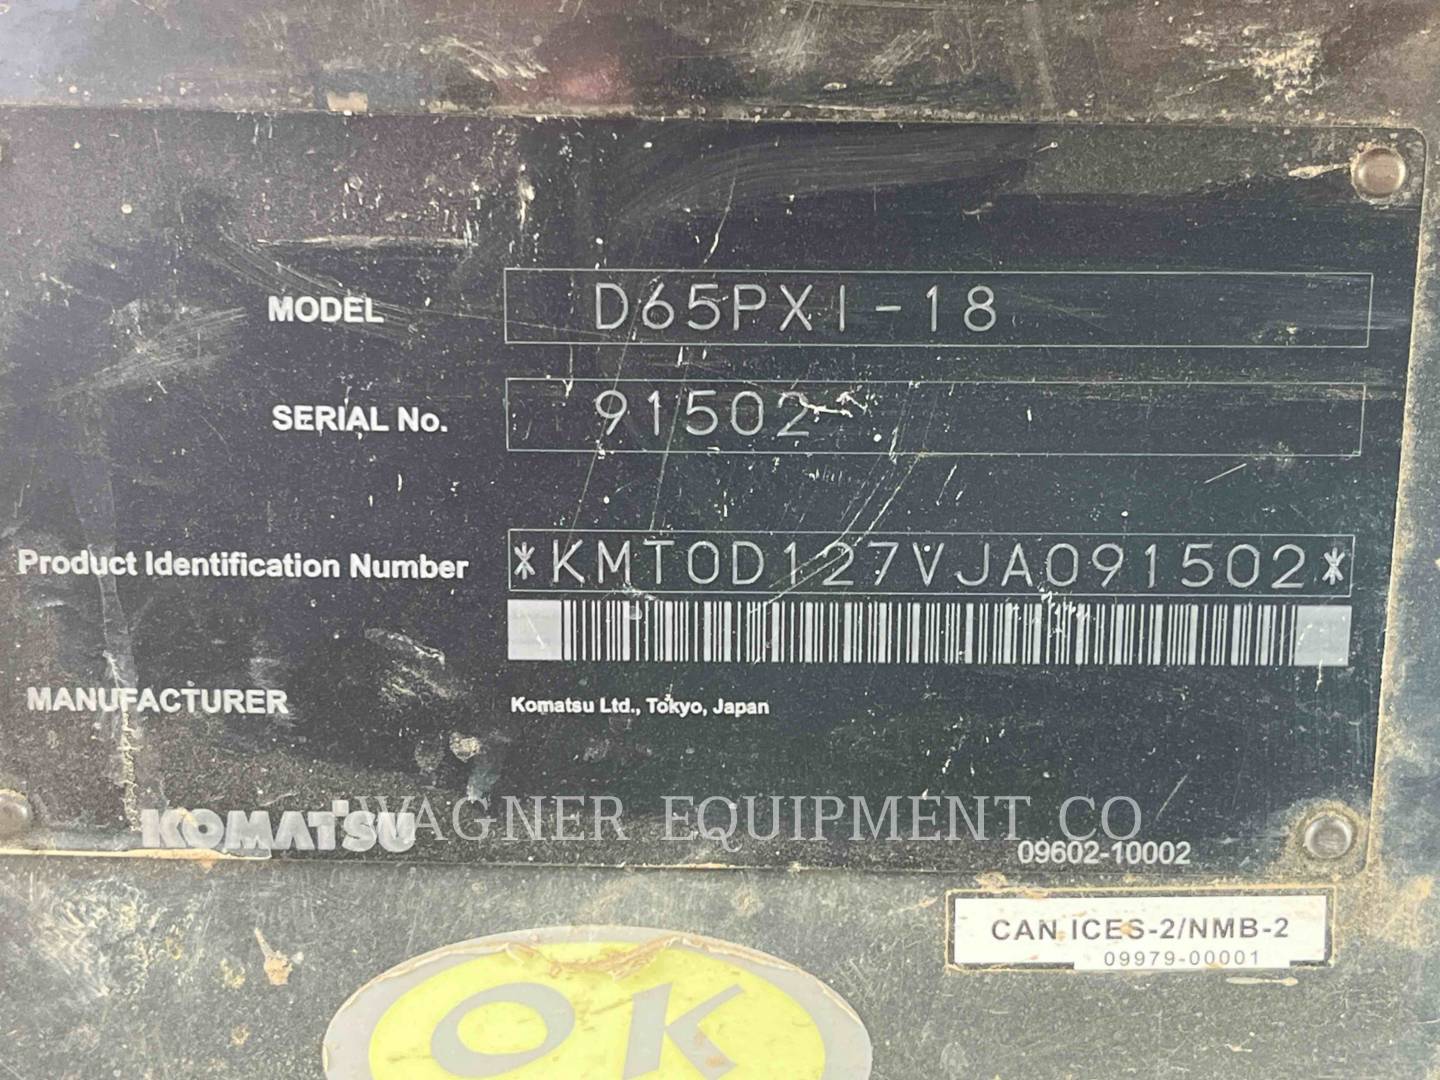 MODEL D65PXI-18
SERIAL No. 91502
Product Identification Number *KMT0D127VJA091502*
MANUFACTURER Komatsu Ltd., Tokyo, Japan
KOMATSU WAGNER EQUIPMENT CO
09602-10002
CAN ICES-2/NMB-2
09979-00001
OK